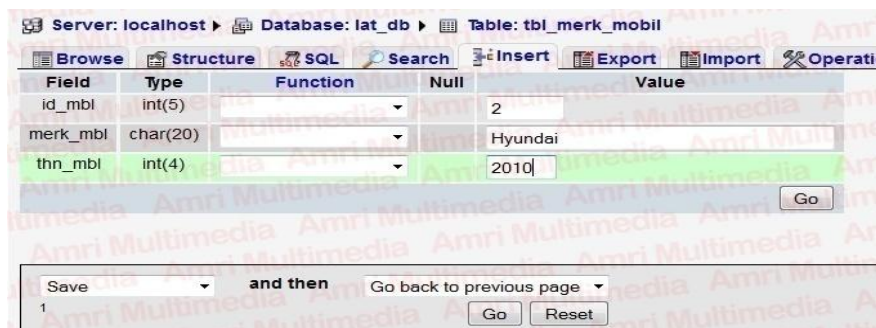 Server: localhost ▸ Database: lat_db ▸ Table: tbl_merk_mobil
Browse Structure SQL Search Insert Export Import Operati
Field Type Function Null Value
id_mbl int(5) 2
merk_mbl char(20) Hyundai
thn_mbl int(4) 2010
Go
Save and then Go back to previous page
1
Go Reset
Amri Multimedia